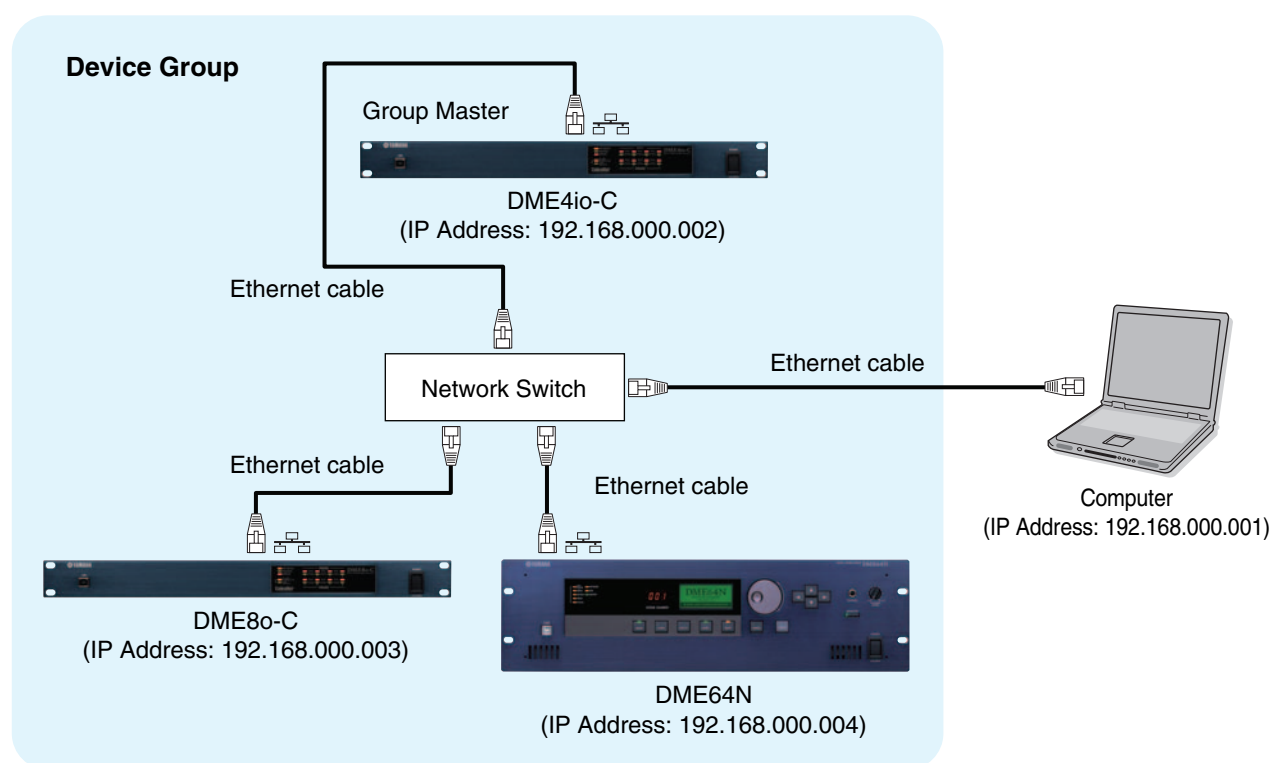 Device Group
Group Master
DME4io-C
(IP Address: 192.168.000.002)
Ethernet cable
Network Switch
Ethernet cable
Computer
(IP Address: 192.168.000.001)
Ethernet cable
Ethernet cable
DME8o-C
(IP Address: 192.168.000.003)
001
DME64N
DME64N
(IP Address: 192.168.000.004)